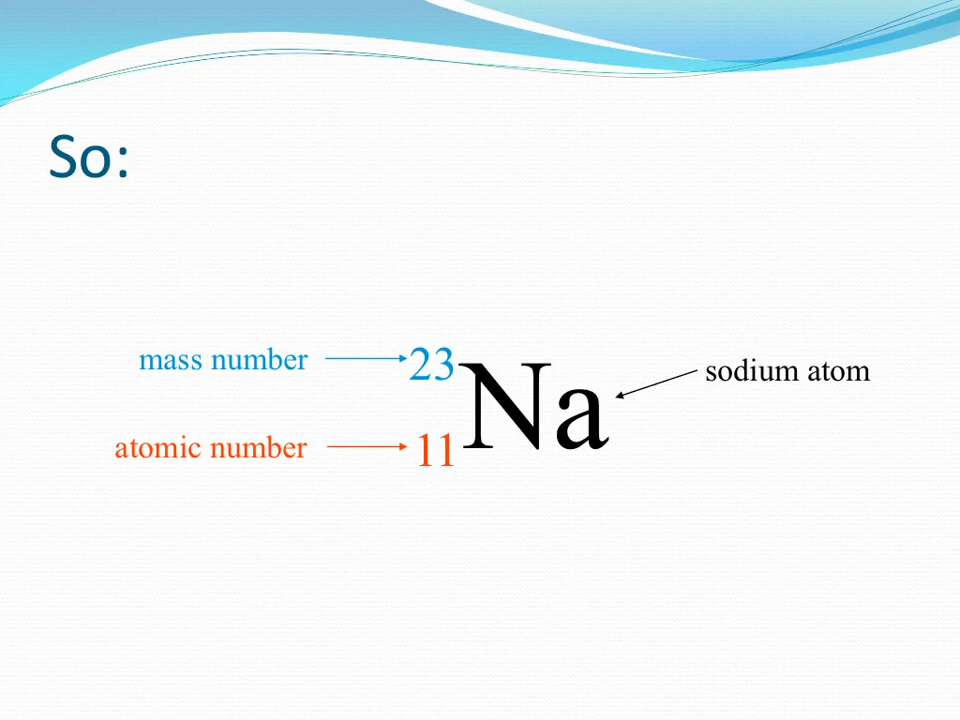 So:
mass number
23
Na
sodium atom
atomic number
11